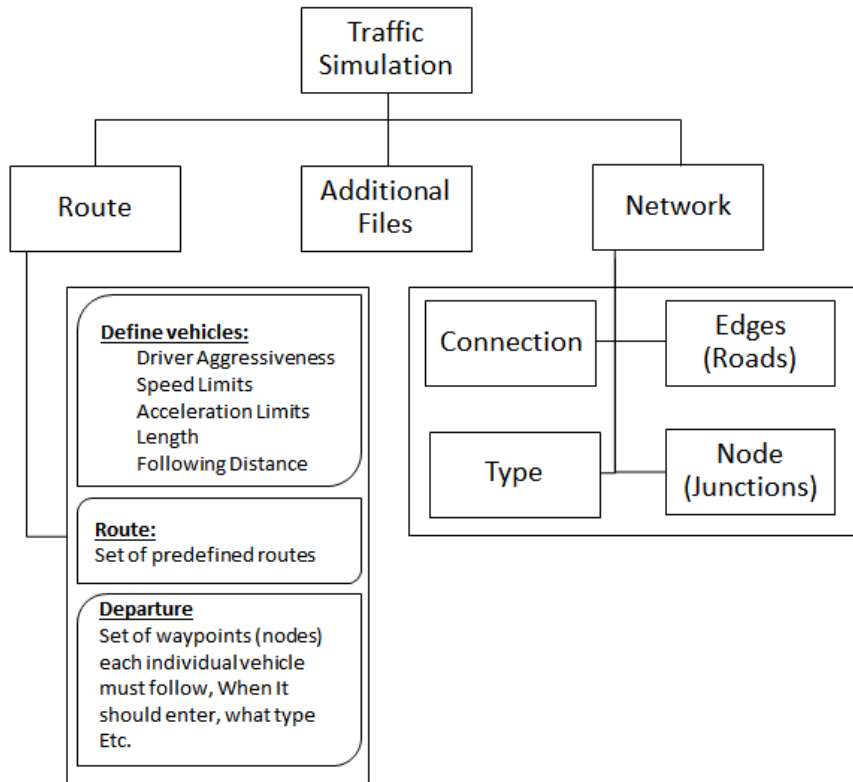 Traffic
Simulation
Route
Additional
Files
Network
Define vehicles:
Driver Aggressiveness
Speed Limits
Acceleration Limits
Length
Following Distance
Route:
Set of predefined routes
Departure
Set of waypoints (nodes)
each individual vehicle
must follow, When It
should enter, what type
Etc.
Connection
Edges
(Roads)
Type
Node
(Junctions)